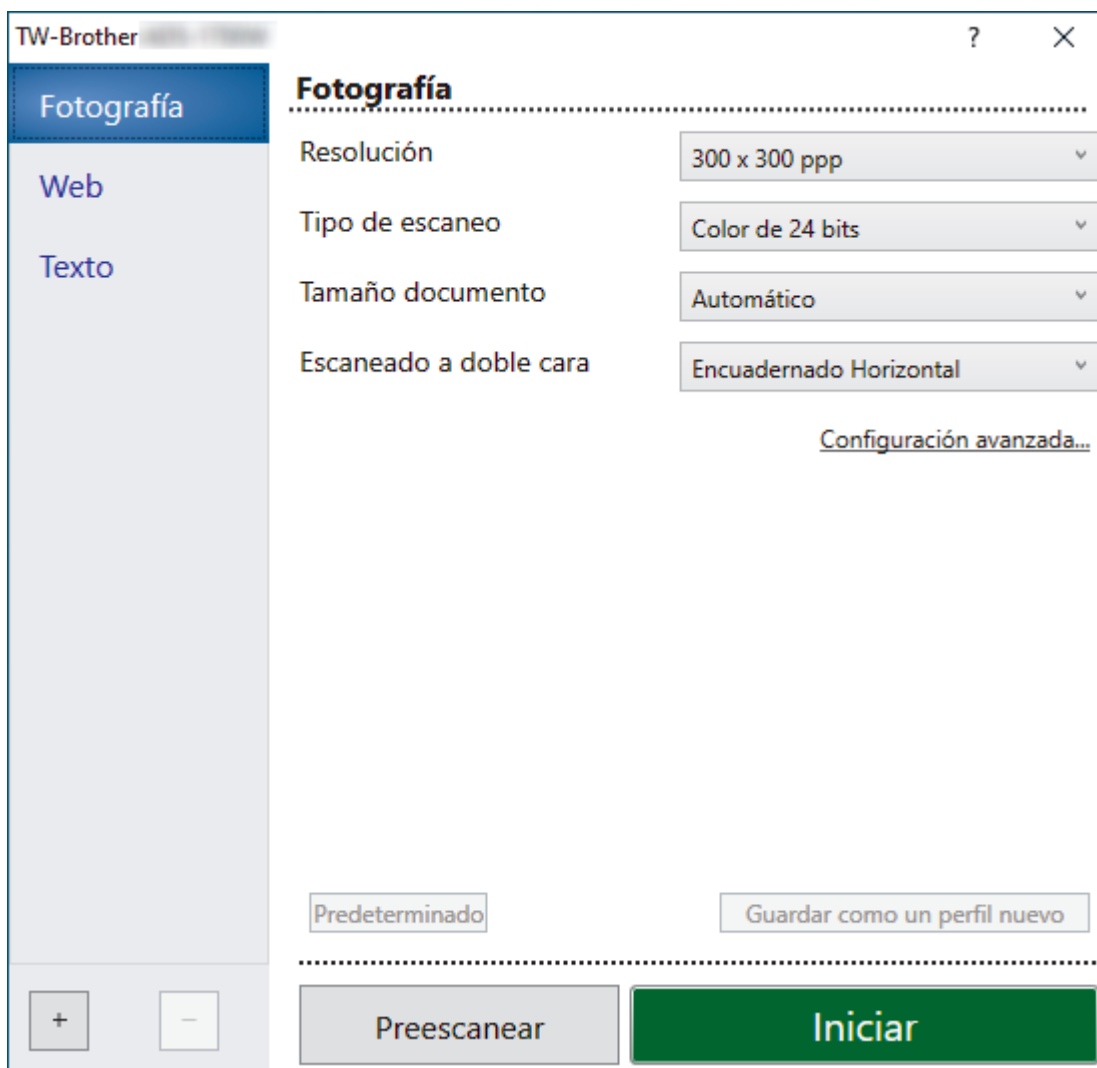 TW-Brother
?
Fotografía
Web
Texto
Fotografía
Resolución
300 x 300 ppp
Tipo de escaneo
Color de 24 bits
Tamaño documento
Automático
Escaneado a doble cara
Encuadernado Horizontal
Configuración avanzada...
Predeterminado
Guardar como un perfil nuevo
+
−
Preescanear
Iniciar